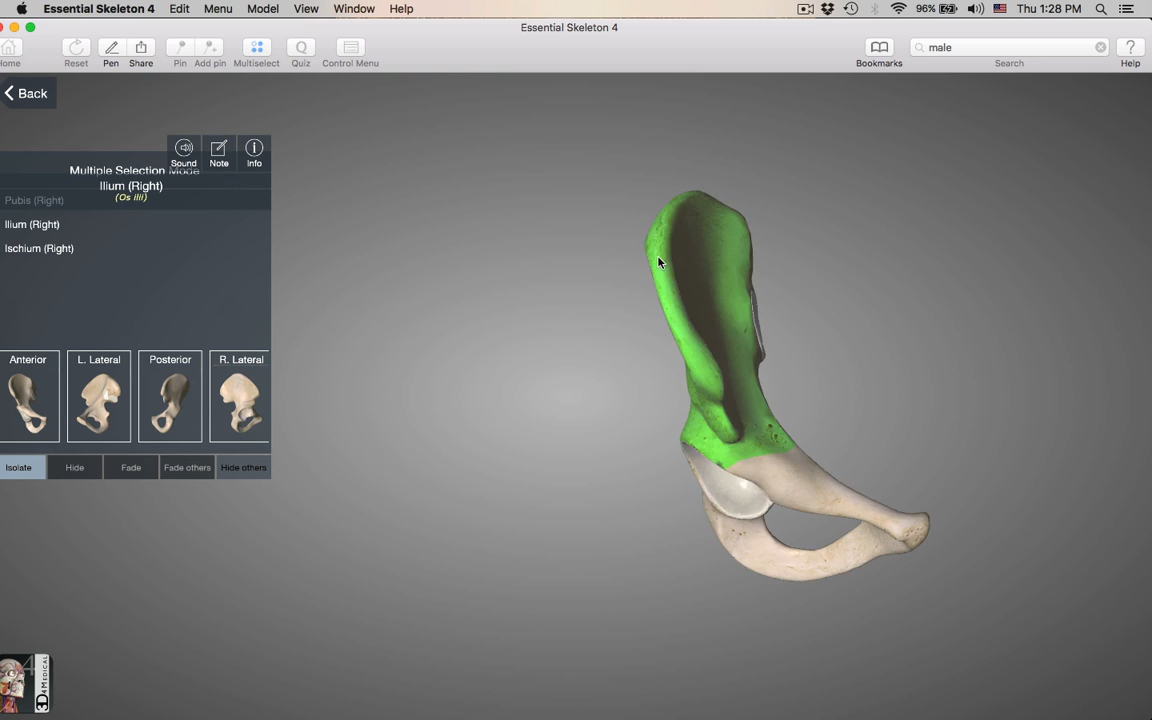 Essential Skeleton 4 Edit Menu Model View Window Help 96% Thu 1:28 PM
Essential Skeleton 4
Home Reset Pen Share Pin Add pin Multiselect Q Quiz Control Menu Bookmarks male Search ? Help
Back
Sound Note Info
Multiple Selection Mode
Ilium (Right)
(Os ilii)
Pubis (Right)
Ilium (Right)
Ischium (Right)
Anterior L. Lateral Posterior R. Lateral
Isolate Hide Fade Fade others Hide others
4
3D4MEDICAL